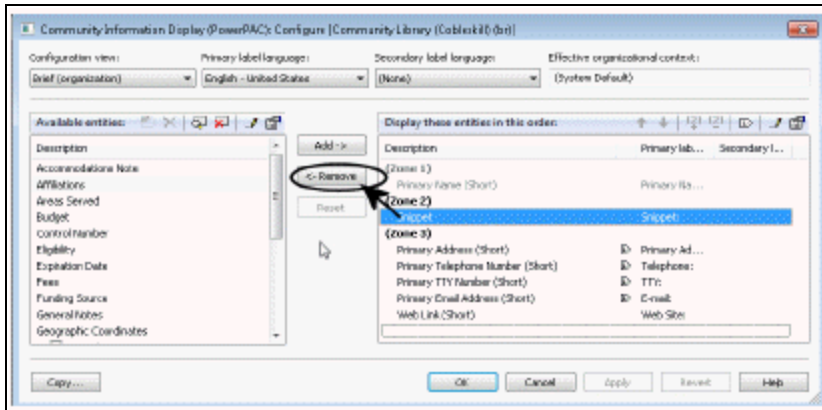 Community Information Display (PowerPAC): Configure [Community Library (Cobleskill) (br)]
Configuration view: Primary label language: Secondary label language: Effective organizational context:
Brief (organization) English - United States (None) (System Default)
Available entities: Display these entities in this order:
Description Add -> Description Primary lab... Secondary l...
Accommodations Note (Zone 1)
Affiliations <- Remove Primary Name (Short) Primary Na...
Areas Served (Zone 2)
Budget Reset Snippet Snippet:
Control Number (Zone 3)
Eligibility Primary Address (Short) Primary Ad...
Expiration Date Primary Telephone Number (Short) Telephone:
Fees Primary TTY Number (Short) TTY:
Funding Source Primary Email Address (Short) E-mail:
General Notes Web Link (Short) Web Site:
Geographic Coordinates
Copy... OK Cancel Apply Revert Help